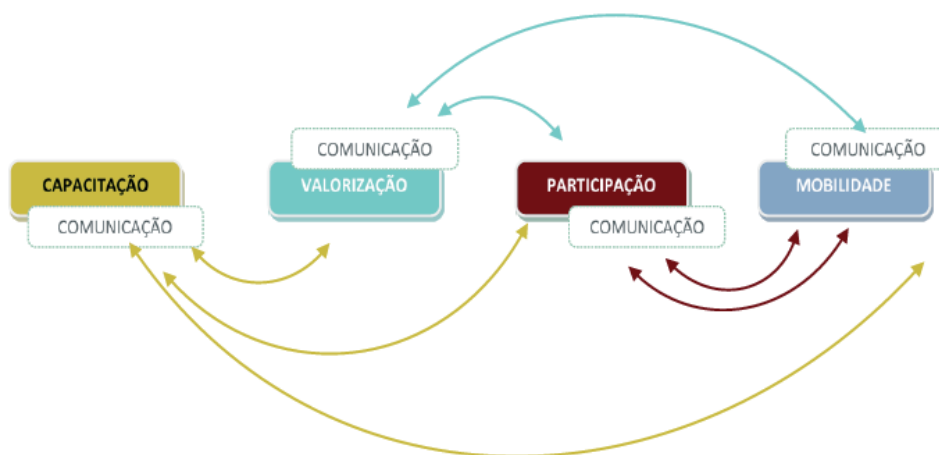 COMUNICAÇÃO
COMUNICAÇÃO
CAPACITAÇÃO
VALORIZAÇÃO
PARTICIPAÇÃO
MOBILIDADE
COMUNICAÇÃO
COMUNICAÇÃO